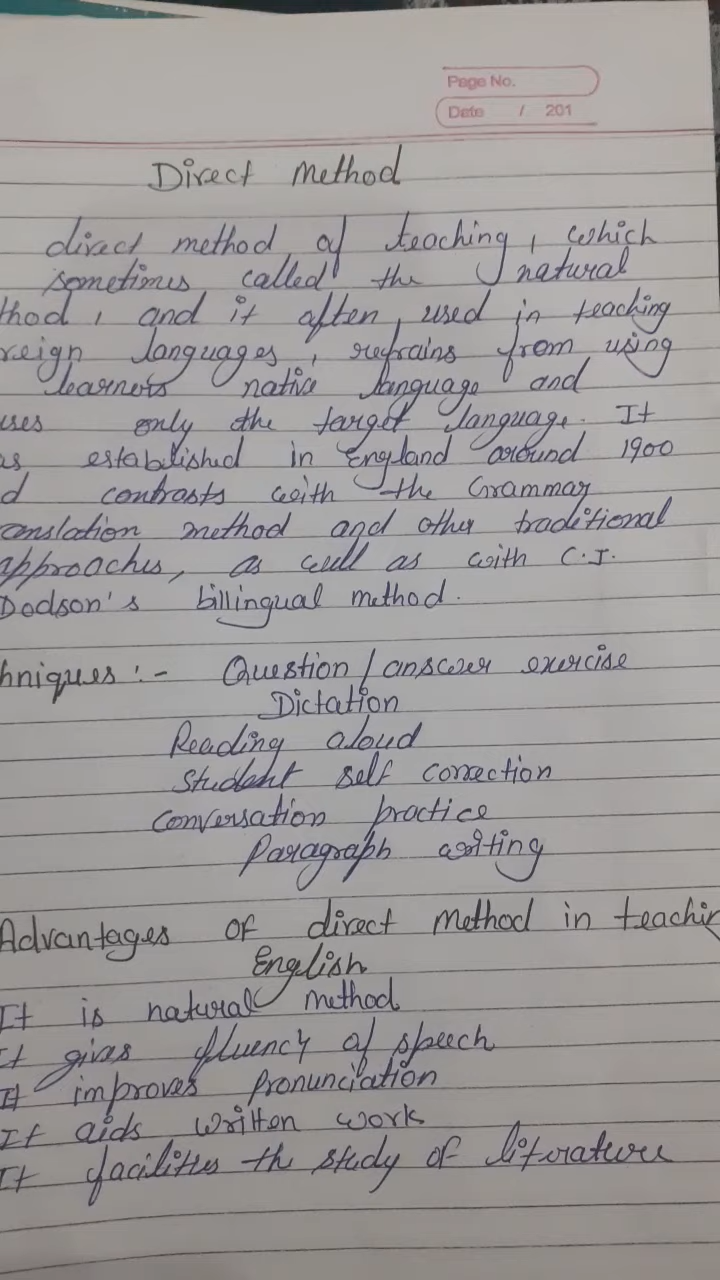 Page No.
Date / 201
Direct Method
direct method of teaching, which
sometimes called the natural
thod, and it often, used in teaching
reign languages, refrains from using
learners native language and
uses only the target language. It
as established in England around 1900
d contrasts with the Grammar
anslation method and other traditional
approaches, as well as with C.J.
Dodson's billingual method.
hniques :- Question / answer exercise
Dictation
Reading aloud
Student self correction
Conversation practice
Paragraph writing
Advantages of direct Method in teachin
English
It is natural method
It gives fluency of speech
It improves Pronunciation
It aids written work
It facilities the study of literature